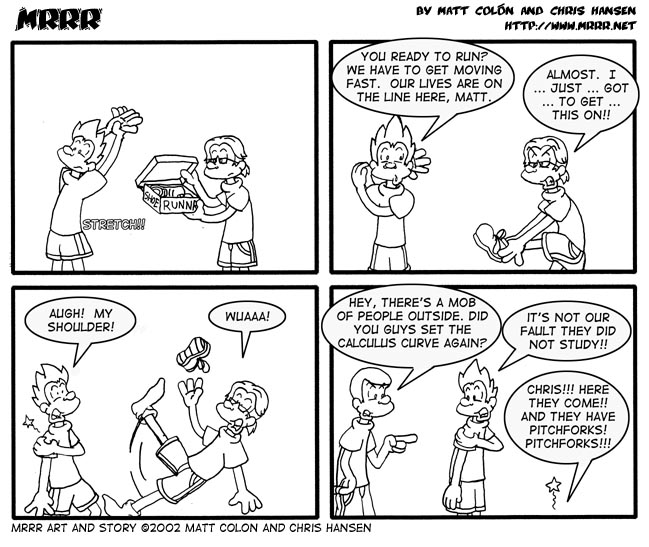 MRRR
BY MATT COLÓN AND CHRIS HANSEN
HTTP://WWW.MRRR.NET
STRETCH!!
SHOE
RUNNR
YOU READY TO RUN?
WE HAVE TO GET MOVING
FAST. OUR LIVES ARE ON
THE LINE HERE, MATT.
ALMOST. I
... JUST ... GOT
... TO GET ...
THIS ON!!
AUGH! MY
SHOULDER!
WUAAA!
HEY, THERE'S A MOB
OF PEOPLE OUTSIDE. DID
YOU GUYS SET THE
CALCULUS CURVE AGAIN?
IT'S NOT OUR
FAULT THEY DID
NOT STUDY!!
CHRIS!!! HERE
THEY COME!!
AND THEY HAVE
PITCHFORKS!
PITCHFORKS!!!
MRRR ART AND STORY ©2002 MATT COLON AND CHRIS HANSEN